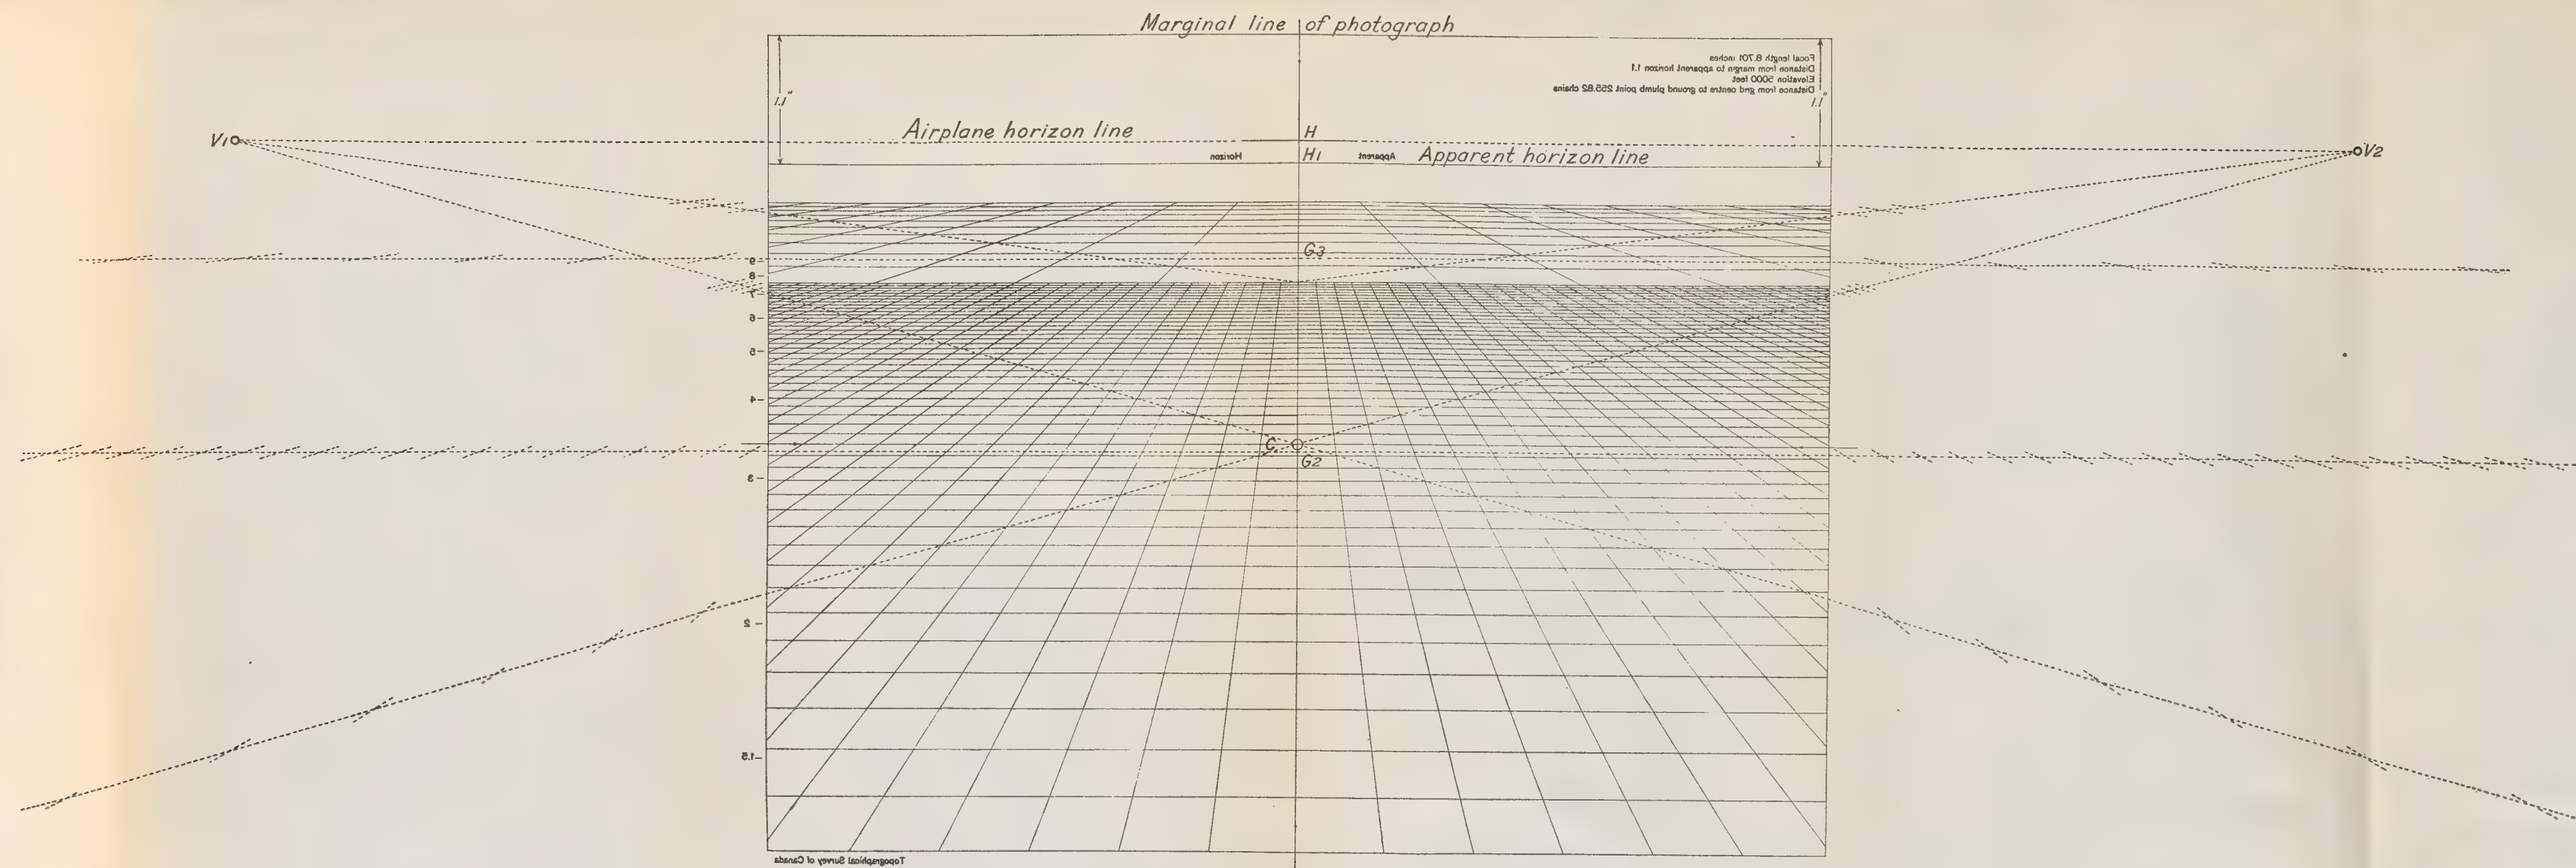 Marginal line of photograph
Focal length 8.701 inches
Distance from margin to apparent horizon 1.1
Elevation 5000 feet
Distance from grid centre to ground plumb point 255.82 chains
1.1"
1.1"
Airplane horizon line
H
V1
V2
Horizon
H1
Apparent
Apparent horizon line
G3
9
8
7
6
5
4
C
G2
3
2
1.5
Topographical Survey of Canada